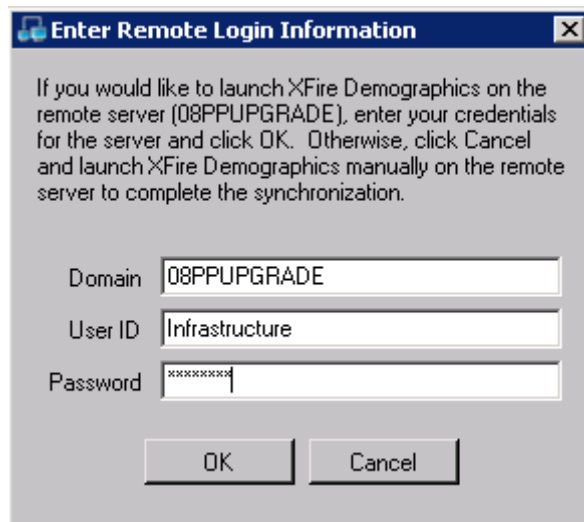 Enter Remote Login Information
If you would like to launch XFire Demographics on the
remote server (08PPUPGRADE), enter your credentials
for the server and click OK.  Otherwise, click Cancel
and launch XFire Demographics manually on the remote
server to complete the synchronization.
Domain 08PPUPGRADE
User ID Infrastructure
Password ********
OK Cancel